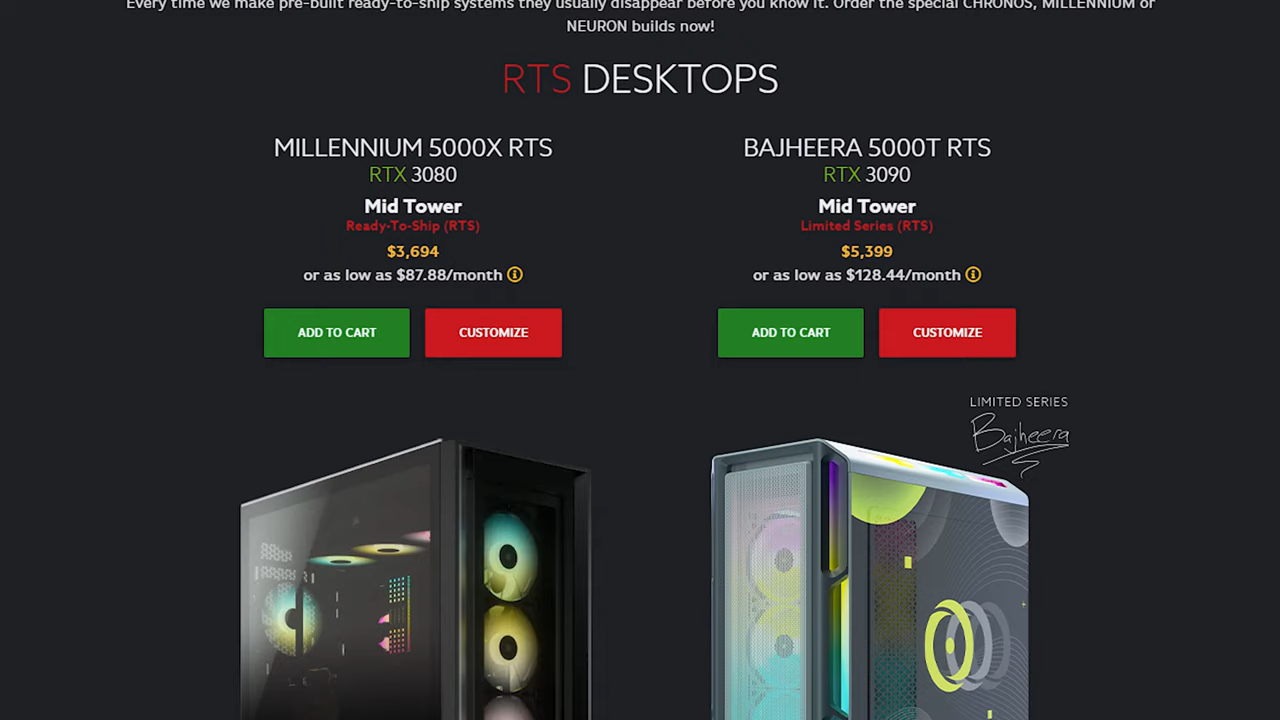 Every time we make pre-built ready-to-ship systems they usually disappear before you know it. Order the special CHRONOS, MILLENNIUM or
NEURON builds now!
RTS DESKTOPS
MILLENNIUM 5000X RTS
RTX 3080
Mid Tower
Ready-To-Ship (RTS)
$3,694
or as low as $87.88/month
ADD TO CART
CUSTOMIZE
BAJHEERA 5000T RTS
RTX 3090
Mid Tower
Limited Series (RTS)
$5,399
or as low as $128.44/month
ADD TO CART
CUSTOMIZE
LIMITED SERIES
Bajheera